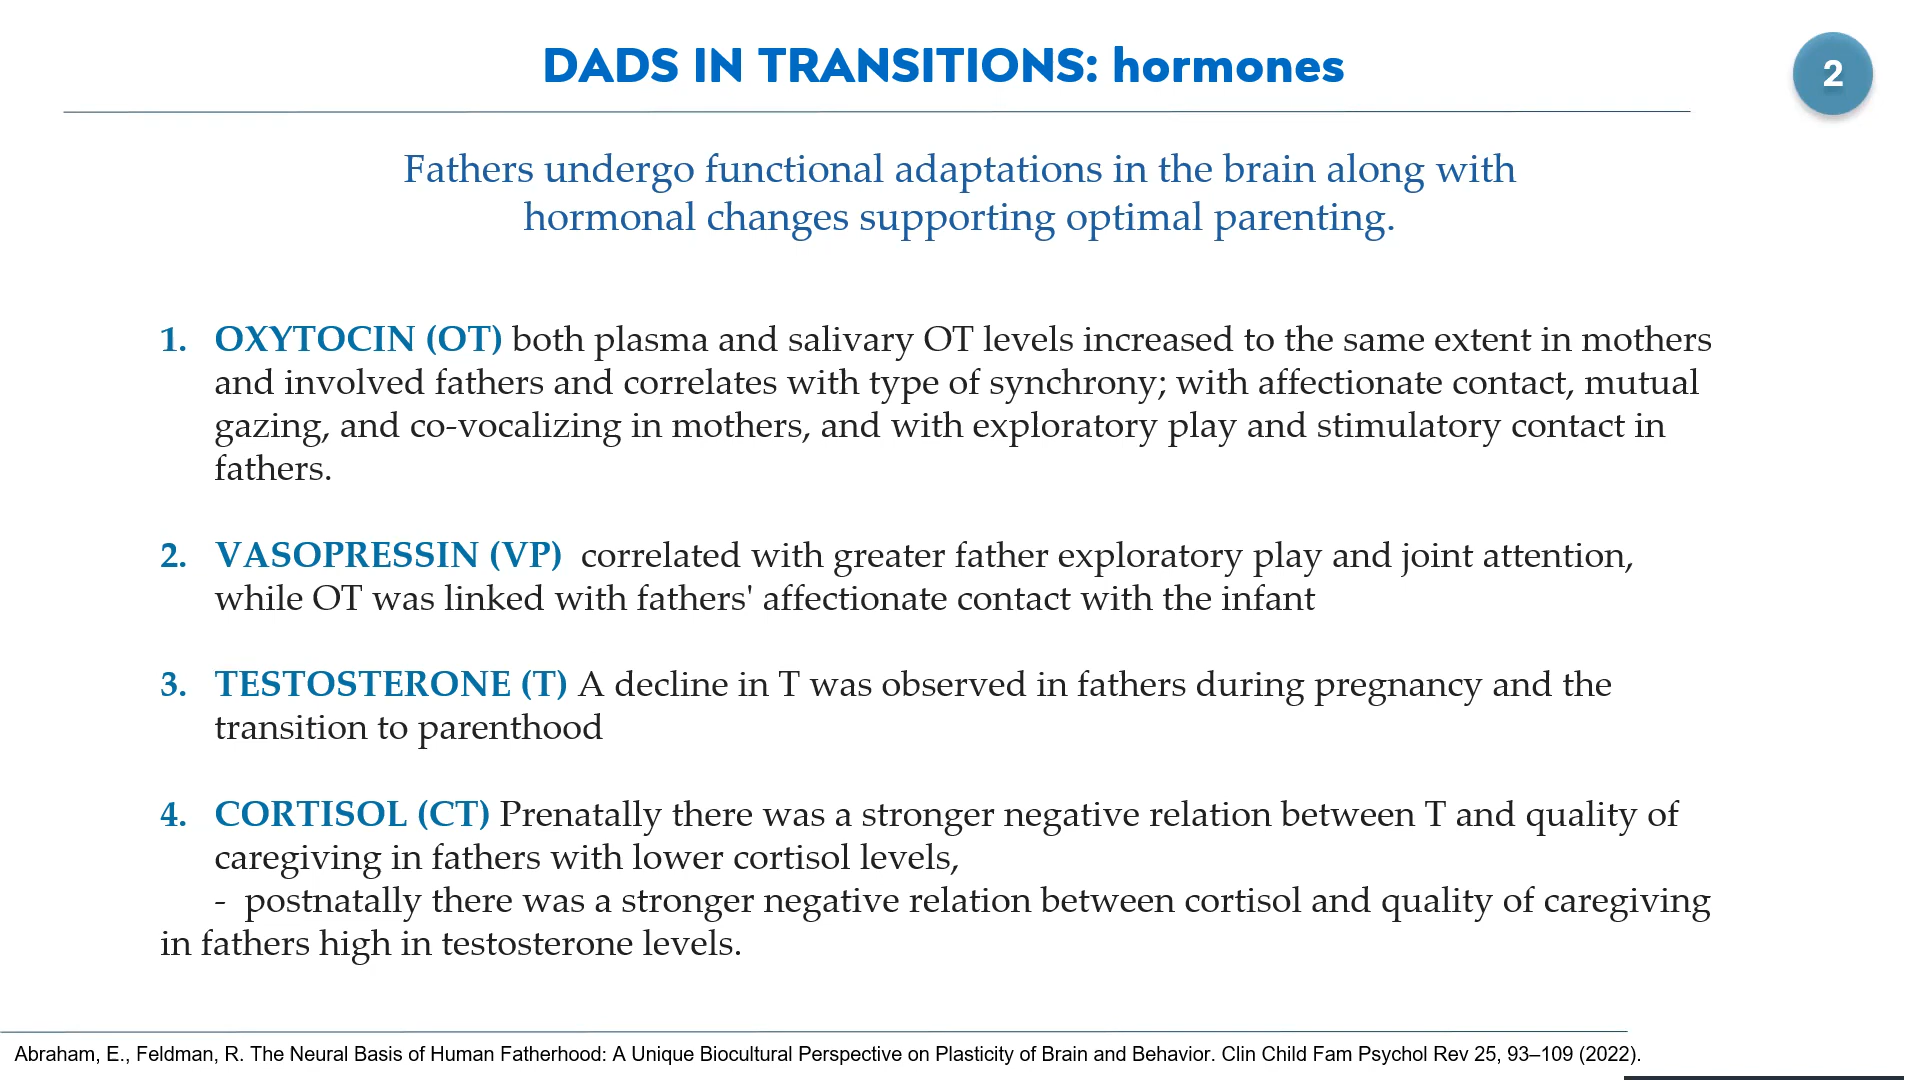 DADS IN TRANSITIONS: hormones
2
Fathers undergo functional adaptations in the brain along with
hormonal changes supporting optimal parenting.
1. OXYTOCIN (OT) both plasma and salivary OT levels increased to the same extent in mothers
and involved fathers and correlates with type of synchrony; with affectionate contact, mutual
gazing, and co-vocalizing in mothers, and with exploratory play and stimulatory contact in
fathers.
2. VASOPRESSIN (VP) correlated with greater father exploratory play and joint attention,
while OT was linked with fathers' affectionate contact with the infant
3. TESTOSTERONE (T) A decline in T was observed in fathers during pregnancy and the
transition to parenthood
4. CORTISOL (CT) Prenatally there was a stronger negative relation between T and quality of
caregiving in fathers with lower cortisol levels,
- postnatally there was a stronger negative relation between cortisol and quality of caregiving
in fathers high in testosterone levels.
Abraham, E., Feldman, R. The Neural Basis of Human Fatherhood: A Unique Biocultural Perspective on Plasticity of Brain and Behavior. Clin Child Fam Psychol Rev 25, 93–109 (2022).